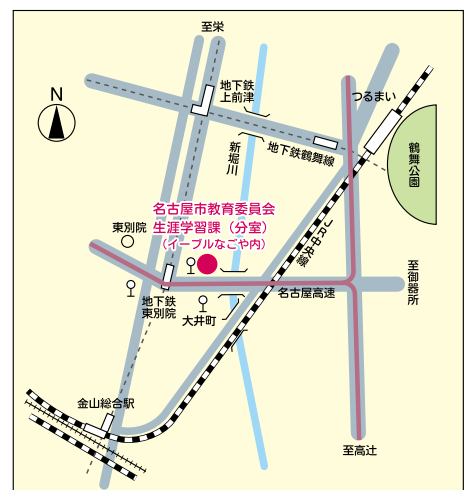 至栄
地下鉄
上前津
つるまい
N
新堀川
地下鉄鶴舞線
鶴舞公園
名古屋市教育委員会
生涯学習課（分室）
（イーブルなごや内）
東別院
JR中央線
至御器所
名古屋高速
地下鉄
東別院
大井町
金山総合駅
至高辻